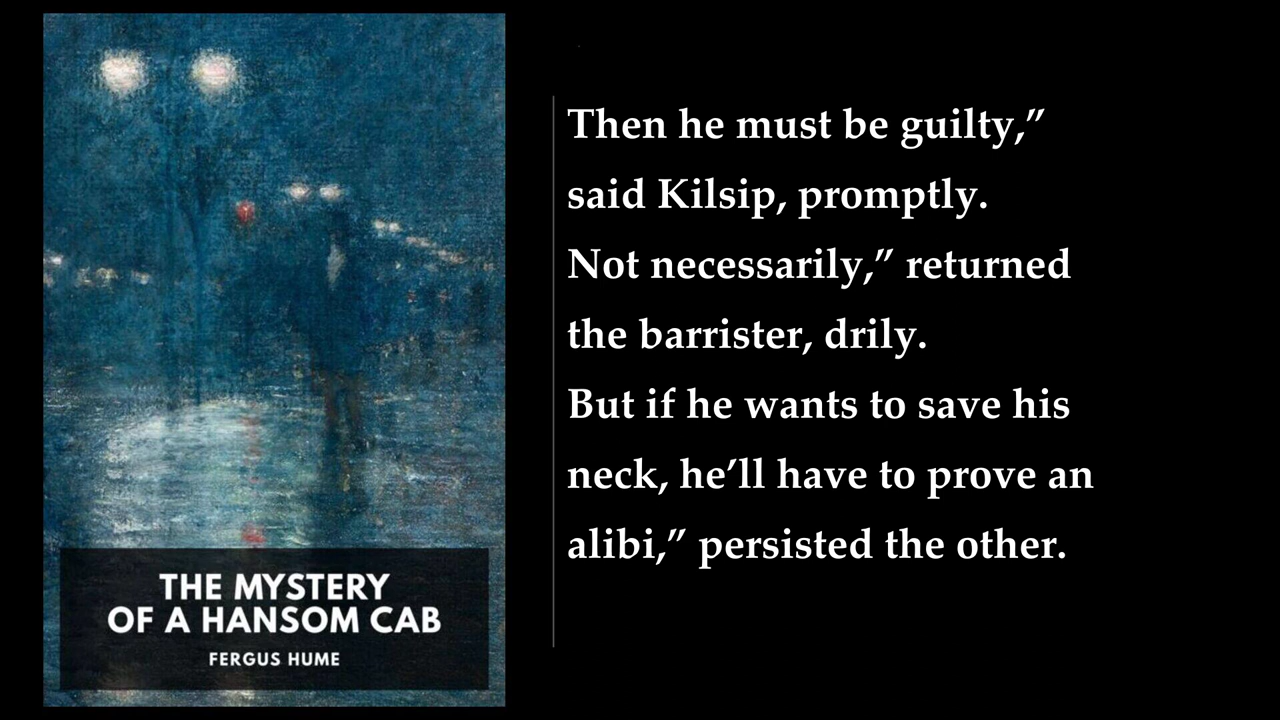 THE MYSTERY
OF A HANSOM CAB
FERGUS HUME
Then he must be guilty,”
said Kilsip, promptly.
Not necessarily,” returned
the barrister, drily.
But if he wants to save his
neck, he’ll have to prove an
alibi,” persisted the other.